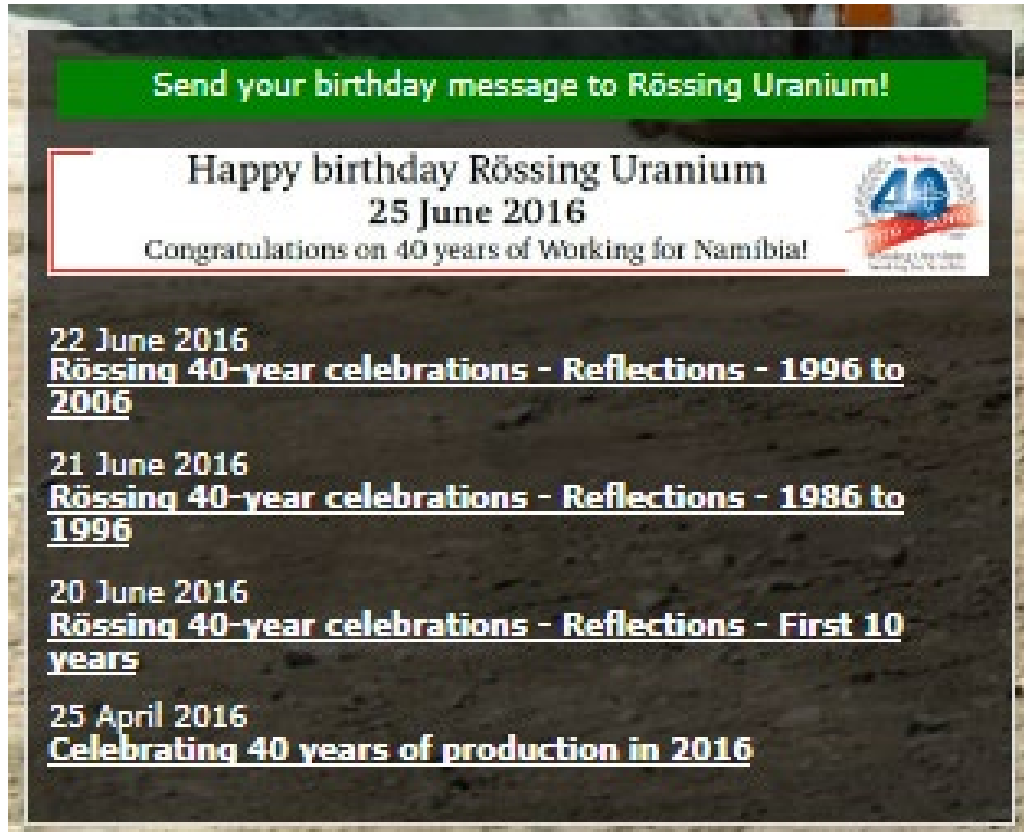 Send your birthday message to Rössing Uranium!
Happy birthday Rössing Uranium
25 June 2016
Congratulations on 40 years of Working for Namibia!
40
22 June 2016
Rössing 40-year celebrations - Reflections - 1996 to
2006
21 June 2016
Rössing 40-year celebrations - Reflections - 1986 to
1996
20 June 2016
Rössing 40-year celebrations - Reflections - First 10
years
25 April 2016
Celebrating 40 years of production in 2016